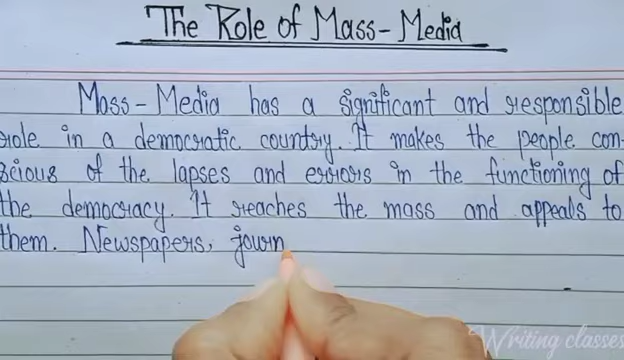 The Role of Mass-Media
Mass-Media has a significant and responsible
role in a democratic country. It makes the people con-
scious of the lapses and errors in the functioning of
the democracy. It reaches the mass and appeals to
them. Newspapers, journ
Writing classes